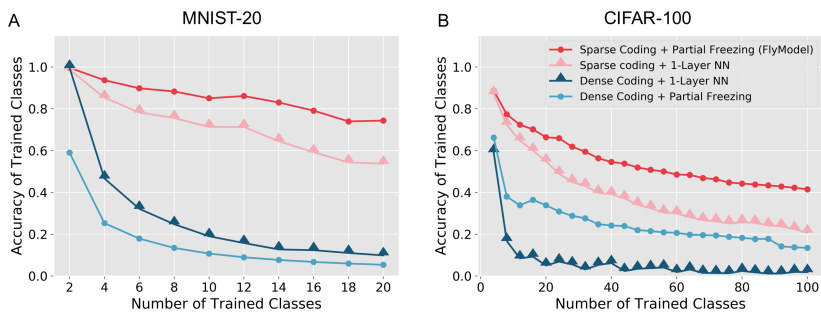 A
MNIST-20
Accuracy of Trained Classes
1.0
0.8
0.6
0.4
0.2
0.0
2 4 6 8 10 12 14 16 18 20
Number of Trained Classes
B
CIFAR-100
Sparse Coding + Partial Freezing (FlyModel)
Sparse coding + 1-Layer NN
Dense Coding + 1-Layer NN
Dense Coding + Partial Freezing
Accuracy of Trained Classes
1.0
0.8
0.6
0.4
0.2
0.0
0 20 40 60 80 100
Number of Trained Classes